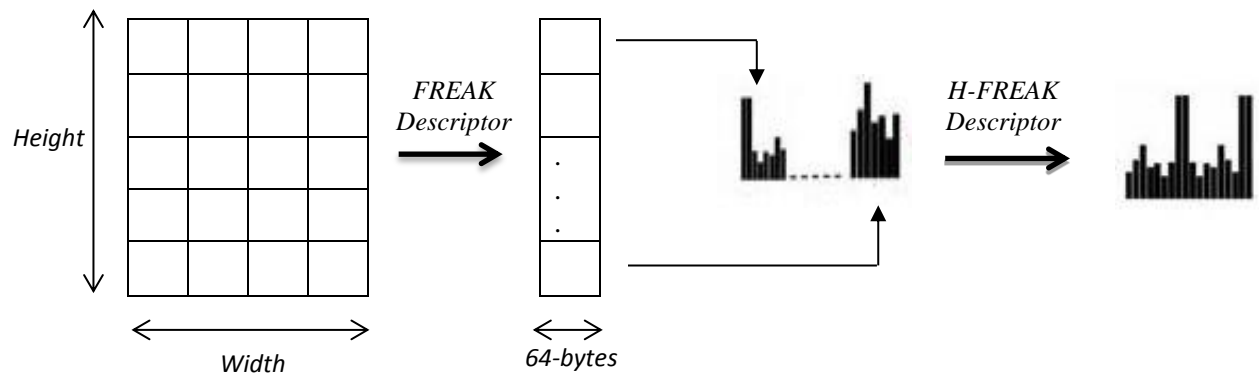 Height
Width
FREAK
Descriptor
64-bytes
H-FREAK
Descriptor